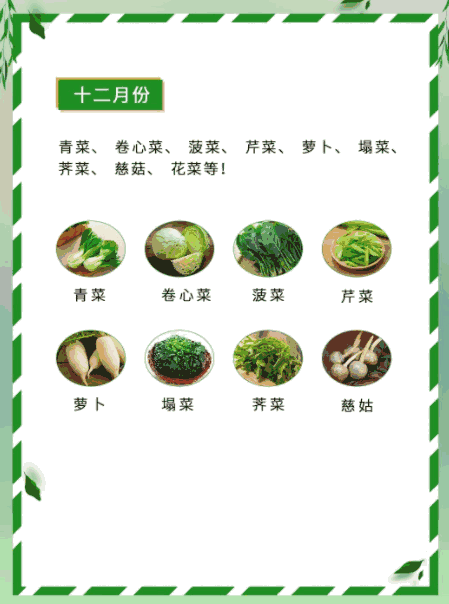 十二月份
青菜、 卷心菜、 菠菜、 芹菜、 萝卜、 塌菜、
荠菜、 慈菇、 花菜等!
青菜 卷心菜 菠菜 芹菜
萝卜 塌菜 荠菜 慈姑